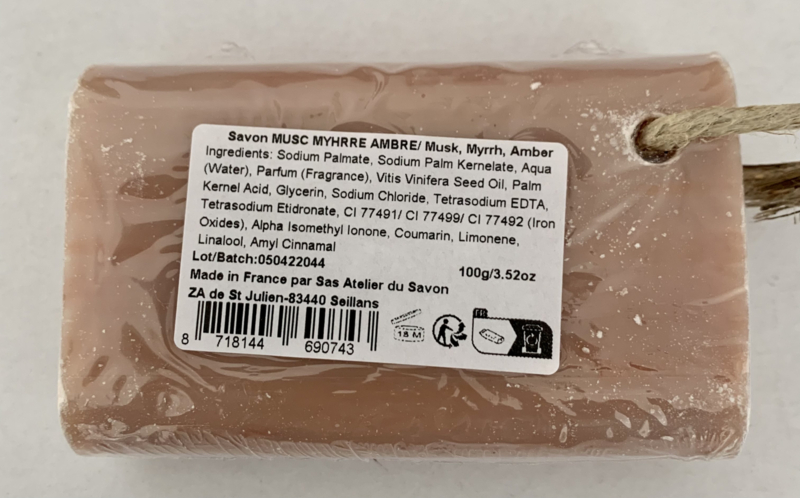 Savon MUSC MYHRRE AMBRE/ Musk, Myrrh, Amber
Ingredients: Sodium Palmate, Sodium Palm Kernelate, Aqua
(Water), Parfum (Fragrance), Vitis Vinifera Seed Oil, Palm
Kernel Acid, Glycerin, Sodium Chloride, Tetrasodium EDTA,
Tetrasodium Etidronate, CI 77491/ CI 77499/ CI 77492 (Iron
Oxides), Alpha Isomethyl Ionone, Coumarin, Limonene,
Linalool, Amyl Cinnamal
Lot/Batch:050422044
100g/3.52oz
Made in France par Sas Atelier du Savon
ZA de St Julien-83440 Seillans
8 718144 690743
18 M
FR